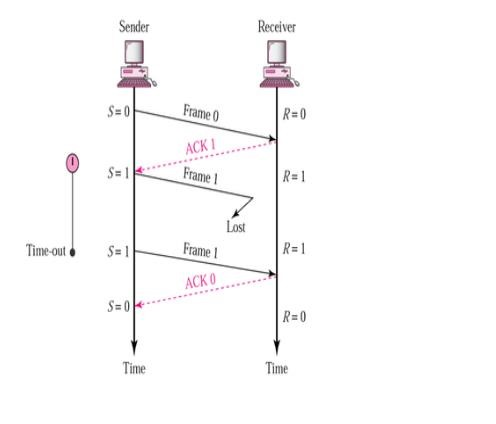 Sender Receiver
S = 0 Frame 0 R = 0
ACK 1
S = 1 Frame 1 R = 1
Lost
Time-out S = 1 Frame 1 R = 1
ACK 0
S = 0 R = 0
Time Time